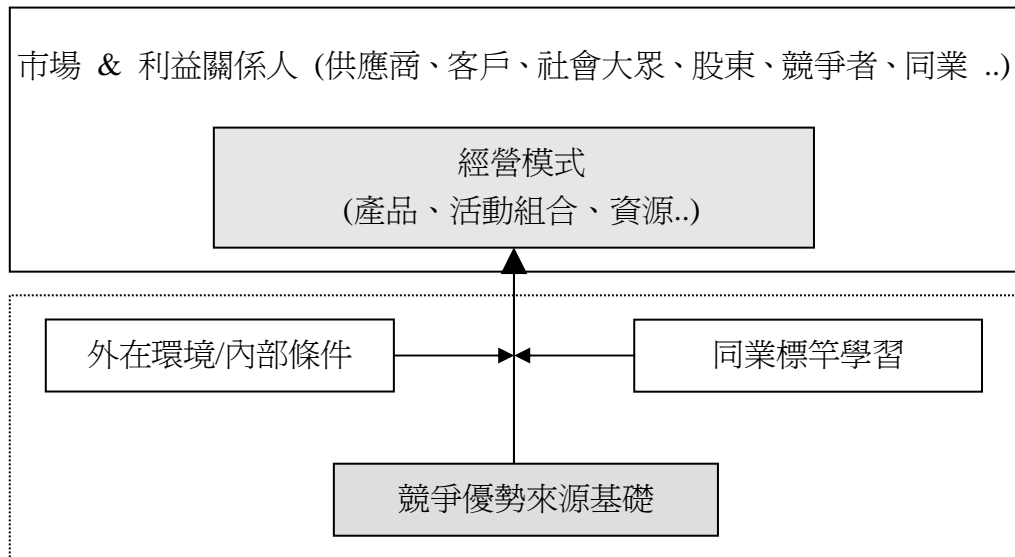 市場 & 利益關係人 (供應商、客戶、社會大眾、股東、競爭者、同業 ..)
經營模式
(產品、活動組合、資源..)
外在環境/內部條件
同業標竿學習
競爭優勢來源基礎